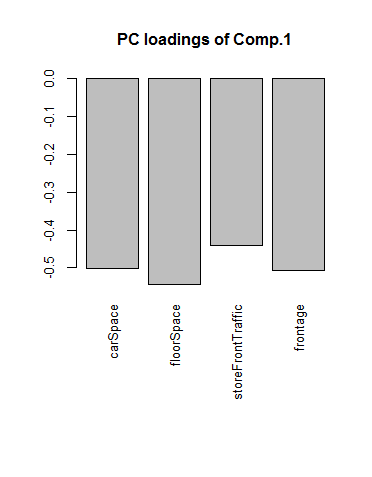 PC loadings of Comp.1
0.0
-0.1
-0.2
-0.3
-0.4
-0.5
carSpace
floorSpace
storeFrontTraffic
frontage